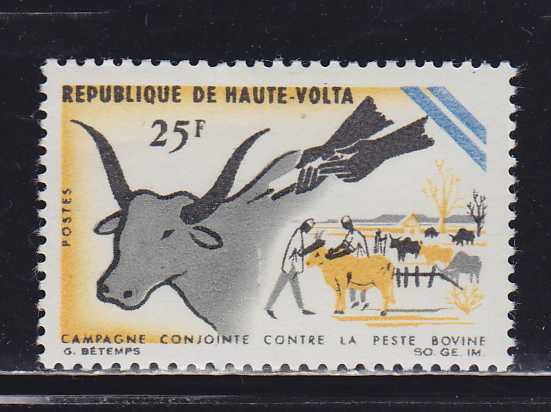 REPUBLIQUE DE HAUTE-VOLTA
25F
POSTES
CAMPAGNE CONJOINTE CONTRE LA PESTE BOVINE
G. BÉTEMPS SO. GE. IM.